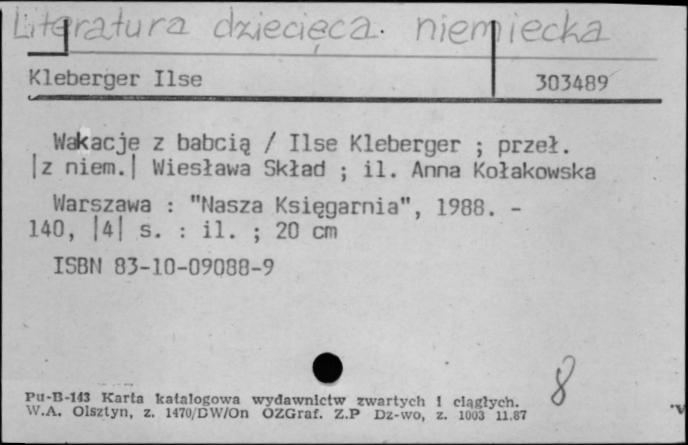 Literatura dziecięca. niemiecka
Kleberger Ilse 303489
Wakacje z babcią / Ilse Kleberger ; przeł.
|z niem.| Wiesława Skład ; il. Anna Kołakowska
Warszawa : "Nasza Księgarnia", 1988. -
140, |4| s. : il. ; 20 cm
ISBN 83-10-09088-9
8
Pu-B-143 Karta katalogowa wydawnictw zwartych i ciągłych.
W.A. Olsztyn, z. 1470/DW/On OZGraf. Z.P Dz-wo, z. 1003 11.87